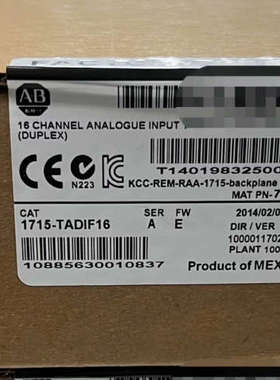 AB
16 CHANNEL ANALOGUE INPUT
(DUPLEX)
T14019832500
CE
N223
KCC-REM-RAA-1715-backplane
MAT PN-7
CAT
SER
FW
2014/02/0
1715-TADIF16
A
E
DIR / VER
1000011702
PLANT 100
10885630010837
Product of MEX